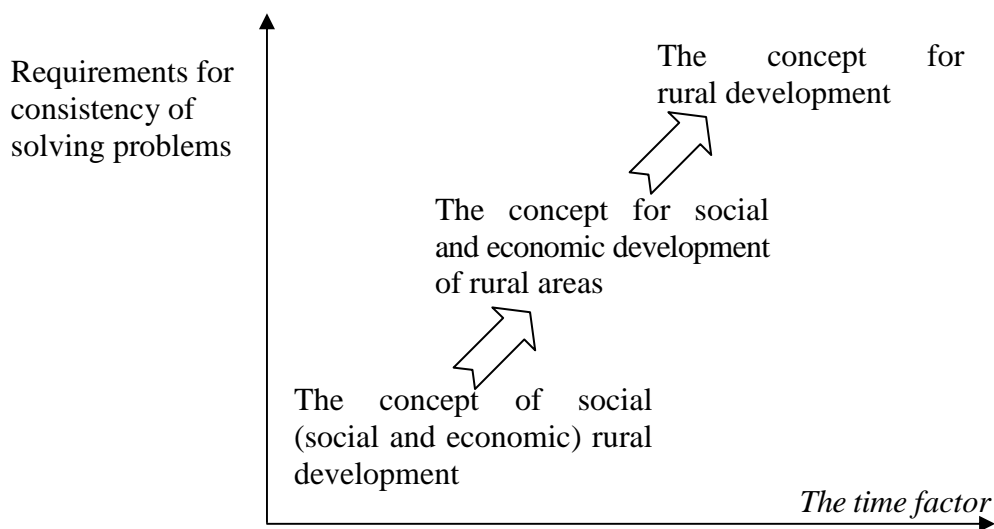 Requirements for
consistency of
solving problems
The concept for
rural development
The concept for social
and economic development
of rural areas
The concept of social
(social and economic) rural
development
The time factor